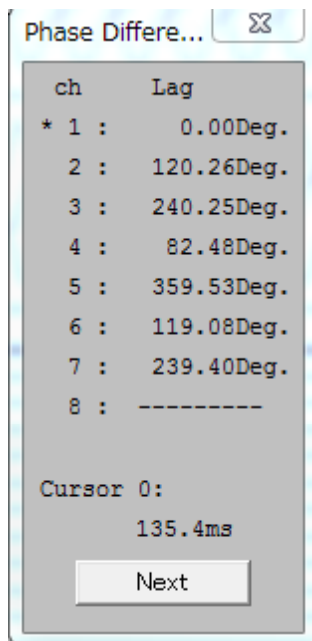 Phase Differe...
ch Lag
* 1 : 0.00Deg.
2 : 120.26Deg.
3 : 240.25Deg.
4 : 82.48Deg.
5 : 359.53Deg.
6 : 119.08Deg.
7 : 239.40Deg.
8 : ---------
Cursor 0:
135.4ms
Next